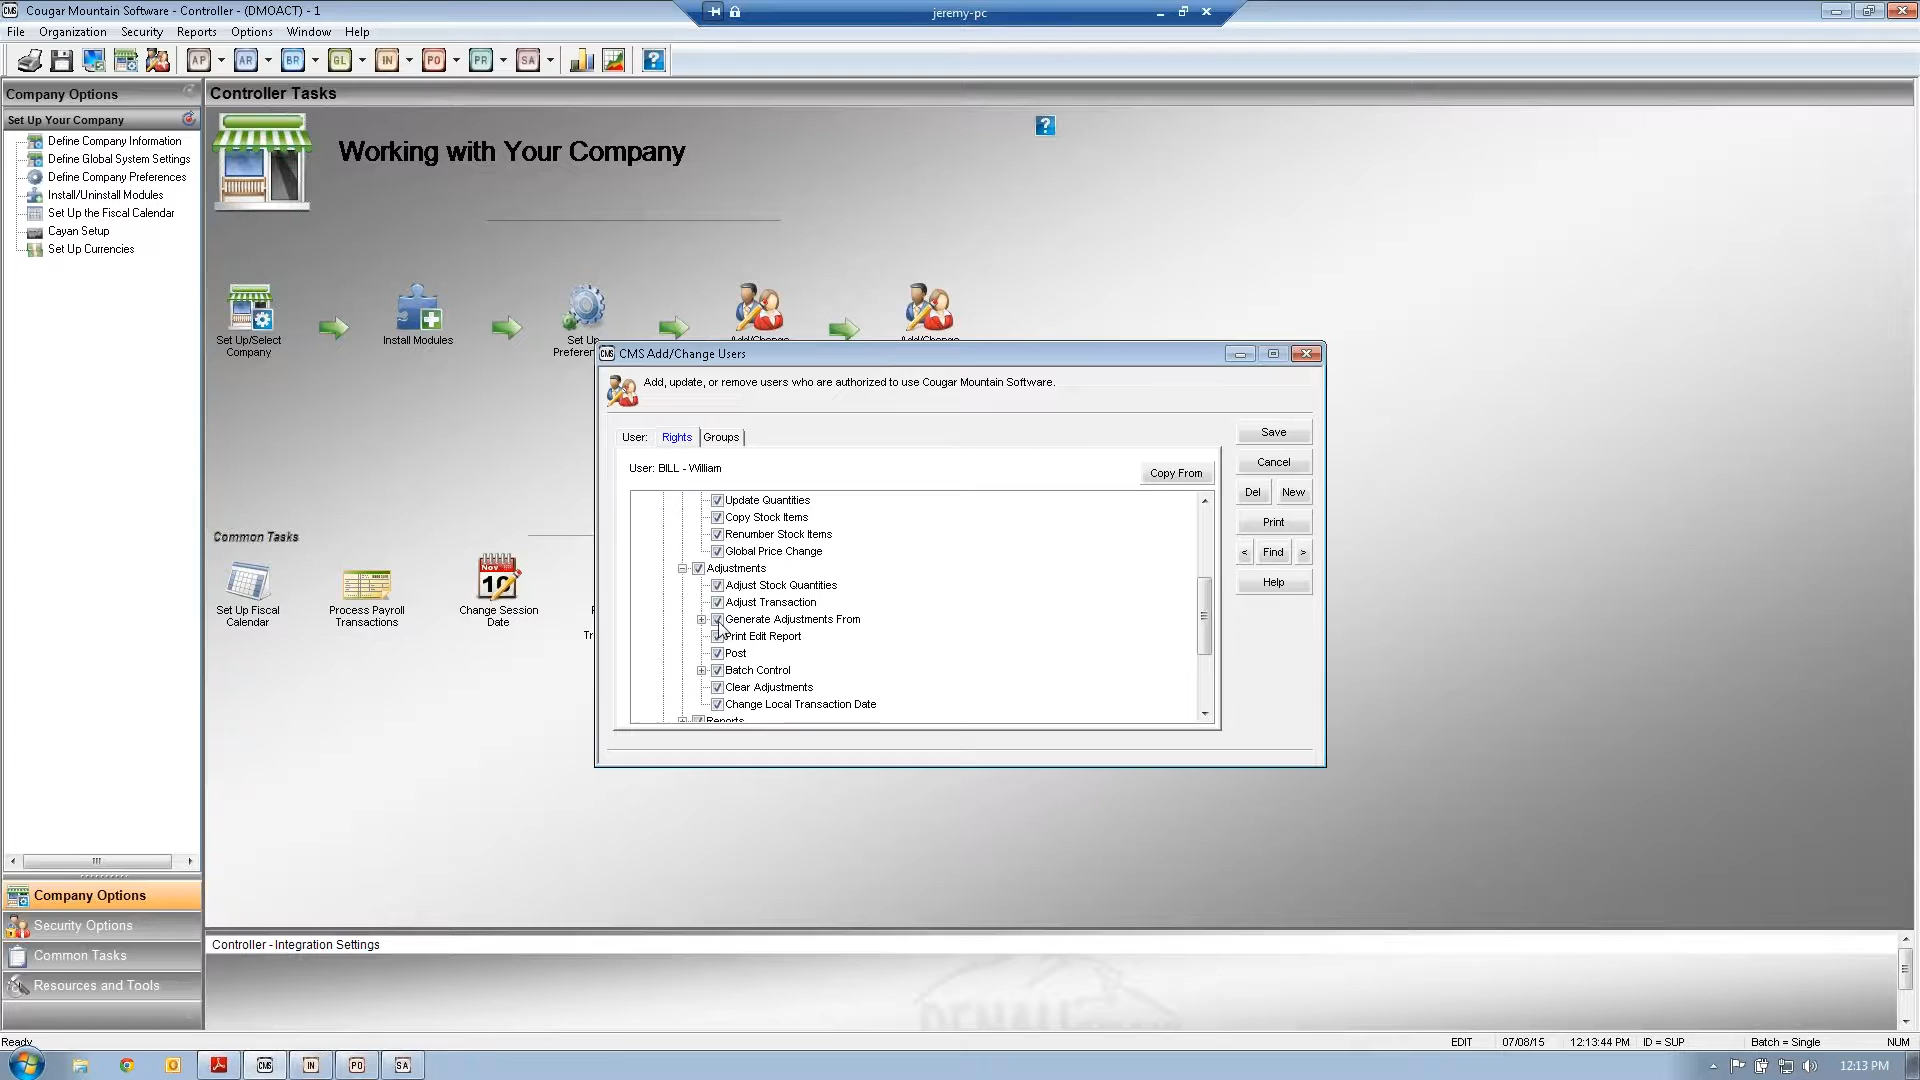 Cougar Mountain Software - Controller - (DMOACT) - 1
jeremy-pc
File Organization Security Reports Options Window Help
AP AR BR GL IN PO PR SA
Company Options
Controller Tasks
Set Up Your Company
Define Company Information
Define Global System Settings
Define Company Preferences
Install/Uninstall Modules
Set Up the Fiscal Calendar
Cayan Setup
Set Up Currencies
Working with Your Company
Set Up/Select
Company
Install Modules
Set Up
Add/Change
Add/Change
Common Tasks
Set Up Fiscal
Calendar
Process Payroll
Transactions
Change Session
Date
CMS Add/Change Users
Add, update, or remove users who are authorized to use Cougar Mountain Software.
User: Rights Groups
User: BILL - William
Copy From
Update Quantities
Copy Stock Items
Renumber Stock Items
Global Price Change
Adjustments
Adjust Stock Quantities
Adjust Transaction
Generate Adjustments From
Print Edit Report
Post
Batch Control
Clear Adjustments
Change Local Transaction Date
Reports
Save
Cancel
Del New
Print
< Find >
Help
Company Options
Security Options
Common Tasks
Resources and Tools
Controller - Integration Settings
DENALI
Ready
EDIT 07/08/15 12:13:44 PM ID = SUP Batch = Single NUM
CMS IN PO SA
12:13 PM